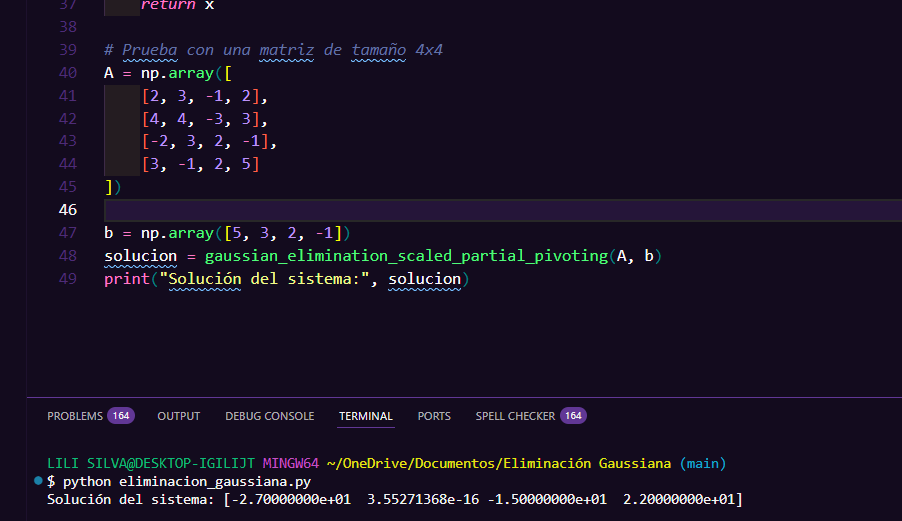 37 return x
38
39 # Prueba con una matriz de tamaño 4x4
40 A = np.array([
41 [2, 3, -1, 2],
42 [4, 4, -3, 3],
43 [-2, 3, 2, -1],
44 [3, -1, 2, 5]
45 ])
46
47 b = np.array([5, 3, 2, -1])
48 solucion = gaussian_elimination_scaled_partial_pivoting(A, b)
49 print("Solución del sistema:", solucion)
PROBLEMS 164 OUTPUT DEBUG CONSOLE TERMINAL PORTS SPELL CHECKER 164
LILI SILVA@DESKTOP-IGILIJT MINGW64 ~/OneDrive/Documentos/Eliminación Gaussiana (main)
$ python eliminacion_gaussiana.py
Solución del sistema: [-2.70000000e+01  3.55271368e-16 -1.50000000e+01  2.20000000e+01]